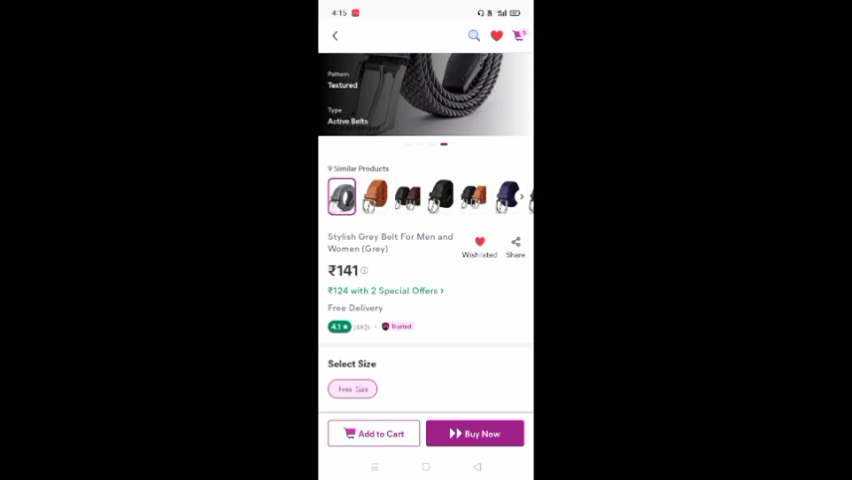 4:15
Pattern
Textured
Type
Active Belts
9 Similar Products
Stylish Grey Belt For Men and
Women (Grey)
Wishlisted
Share
₹141
₹124 with 2 Special Offers >
Free Delivery
4.1 ★
Trusted
Select Size
Free Size
Add to Cart
Buy Now